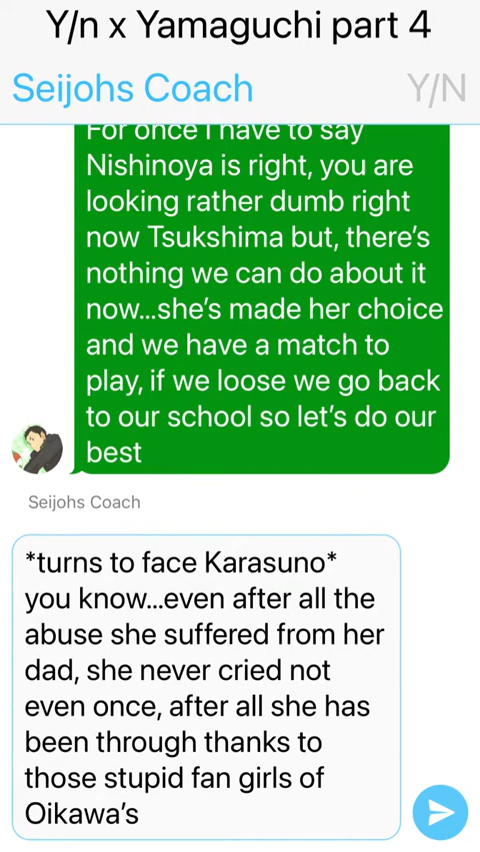 Y/n x Yamaguchi part 4
Seijohs Coach
Y/N
For once I have to say
Nishinoya is right, you are
looking rather dumb right
now Tsukshima but, there's
nothing we can do about it
now...she's made her choice
and we have a match to
play, if we loose we go back
to our school so let's do our
best
Seijohs Coach
*turns to face Karasuno*
you know...even after all the
abuse she suffered from her
dad, she never cried not
even once, after all she has
been through thanks to
those stupid fan girls of
Oikawa's